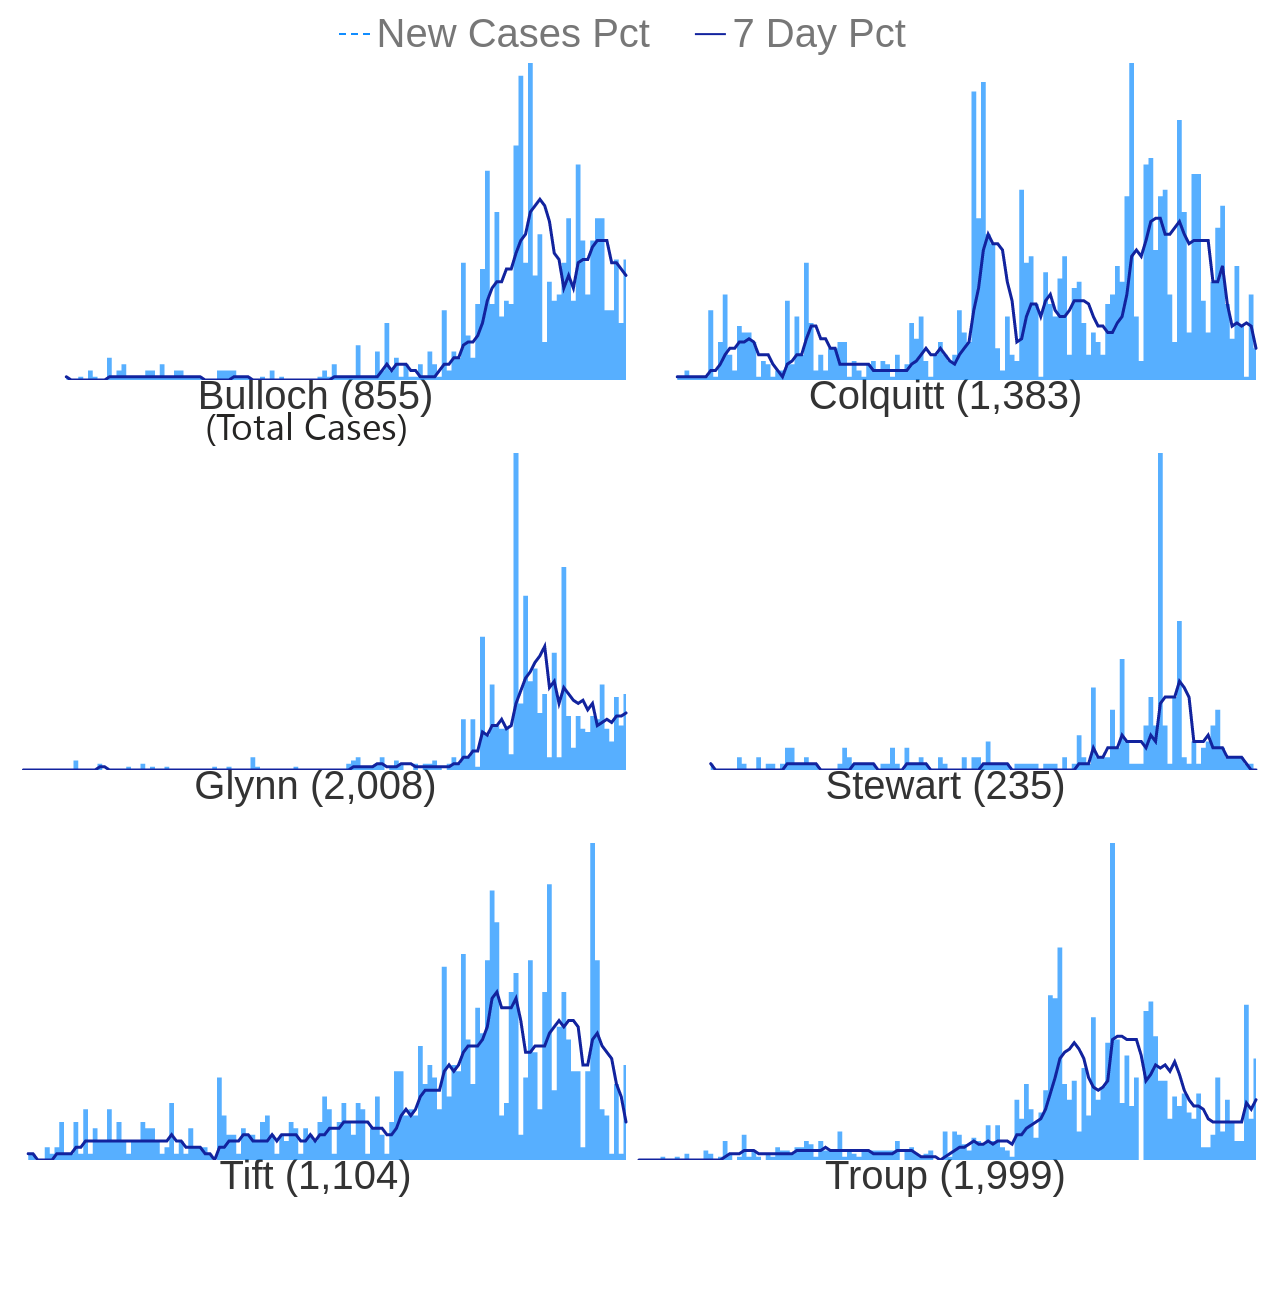 New Cases Pct 7 Day Pct
Bulloch (855)
(Total Cases)
Colquitt (1,383)
Glynn (2,008)
Stewart (235)
Tift (1,104)
Troup (1,999)